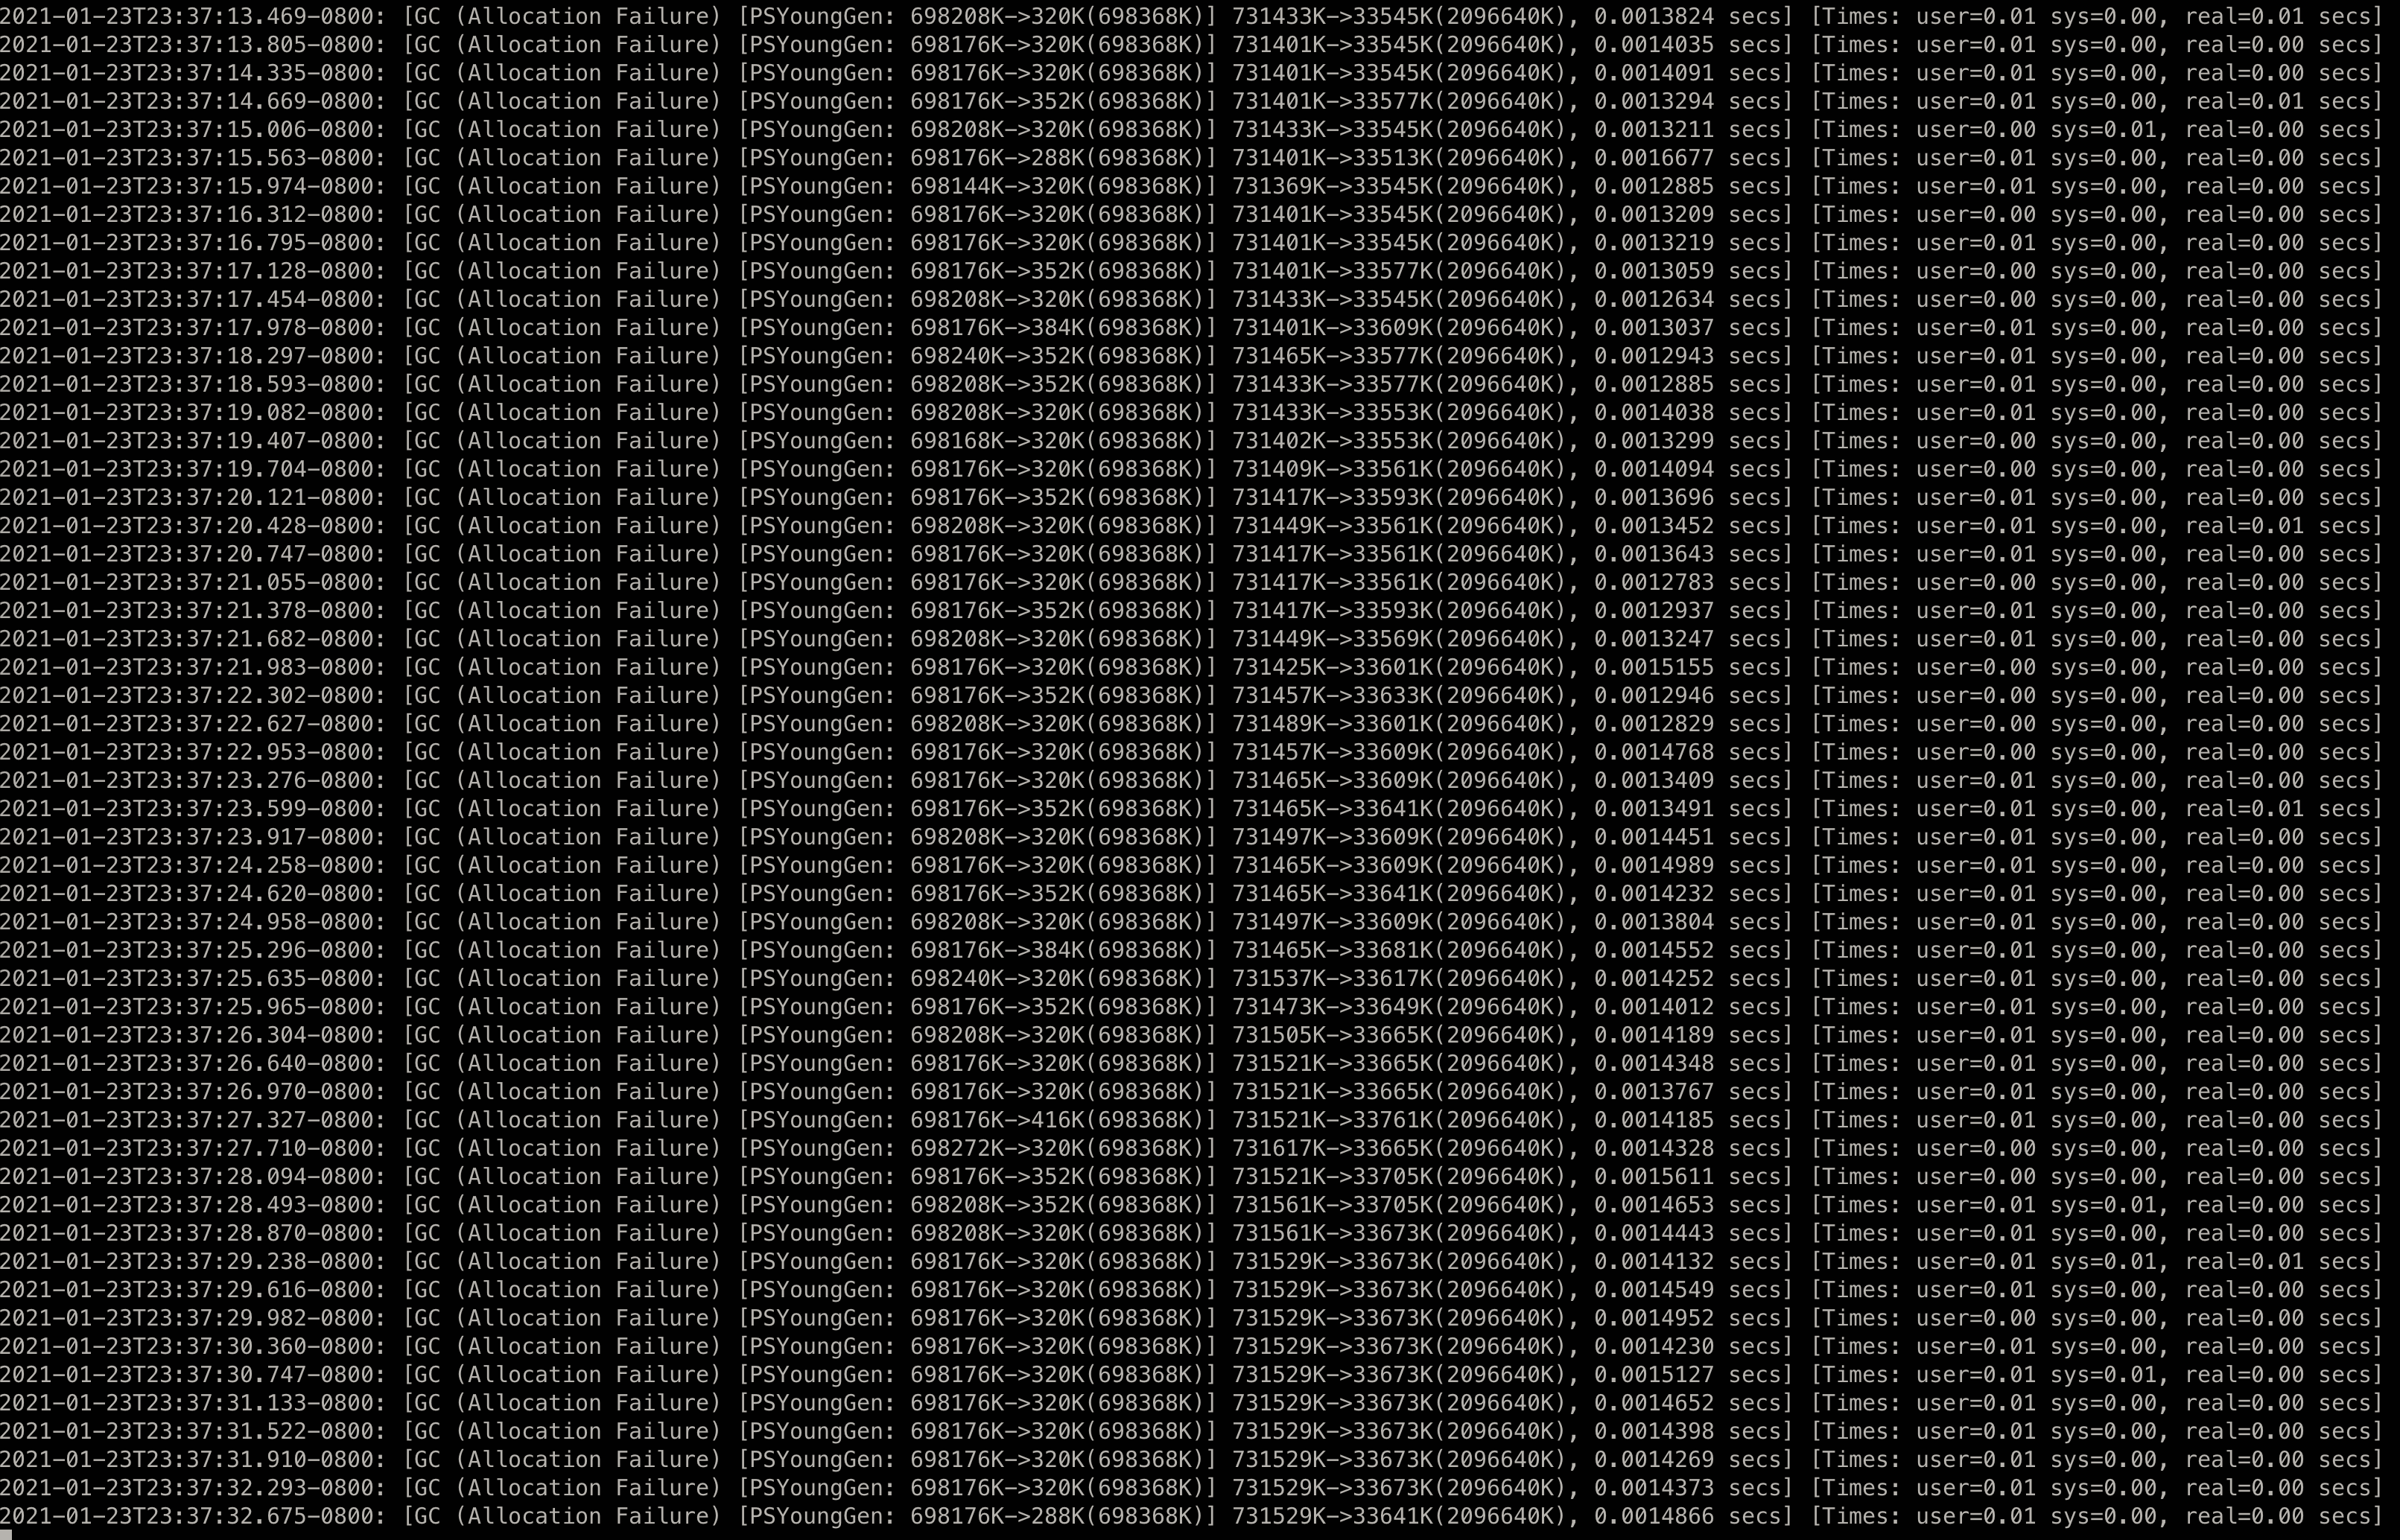 2021-01-23T23:37:13.469-0800: [GC (Allocation Failure) [PSYoungGen: 698208K->320K(698368K)] 731433K->33545K(2096640K), 0.0013824 secs] [Times: user=0.01 sys=0.00, real=0.01 secs]
2021-01-23T23:37:13.805-0800: [GC (Allocation Failure) [PSYoungGen: 698176K->320K(698368K)] 731401K->33545K(2096640K), 0.0014035 secs] [Times: user=0.01 sys=0.00, real=0.00 secs]
2021-01-23T23:37:14.335-0800: [GC (Allocation Failure) [PSYoungGen: 698176K->320K(698368K)] 731401K->33545K(2096640K), 0.0014091 secs] [Times: user=0.01 sys=0.00, real=0.00 secs]
2021-01-23T23:37:14.669-0800: [GC (Allocation Failure) [PSYoungGen: 698176K->352K(698368K)] 731401K->33577K(2096640K), 0.0013294 secs] [Times: user=0.01 sys=0.00, real=0.01 secs]
2021-01-23T23:37:15.006-0800: [GC (Allocation Failure) [PSYoungGen: 698208K->320K(698368K)] 731433K->33545K(2096640K), 0.0013211 secs] [Times: user=0.00 sys=0.01, real=0.00 secs]
2021-01-23T23:37:15.563-0800: [GC (Allocation Failure) [PSYoungGen: 698176K->288K(698368K)] 731401K->33513K(2096640K), 0.0016677 secs] [Times: user=0.01 sys=0.00, real=0.00 secs]
2021-01-23T23:37:15.974-0800: [GC (Allocation Failure) [PSYoungGen: 698144K->320K(698368K)] 731369K->33545K(2096640K), 0.0012885 secs] [Times: user=0.01 sys=0.00, real=0.00 secs]
2021-01-23T23:37:16.312-0800: [GC (Allocation Failure) [PSYoungGen: 698176K->320K(698368K)] 731401K->33545K(2096640K), 0.0013209 secs] [Times: user=0.00 sys=0.00, real=0.00 secs]
2021-01-23T23:37:16.795-0800: [GC (Allocation Failure) [PSYoungGen: 698176K->320K(698368K)] 731401K->33545K(2096640K), 0.0013219 secs] [Times: user=0.01 sys=0.00, real=0.00 secs]
2021-01-23T23:37:17.128-0800: [GC (Allocation Failure) [PSYoungGen: 698176K->352K(698368K)] 731401K->33577K(2096640K), 0.0013059 secs] [Times: user=0.00 sys=0.00, real=0.00 secs]
2021-01-23T23:37:17.454-0800: [GC (Allocation Failure) [PSYoungGen: 698208K->320K(698368K)] 731433K->33545K(2096640K), 0.0012634 secs] [Times: user=0.00 sys=0.00, real=0.00 secs]
2021-01-23T23:37:17.978-0800: [GC (Allocation Failure) [PSYoungGen: 698176K->384K(698368K)] 731401K->33609K(2096640K), 0.0013037 secs] [Times: user=0.01 sys=0.00, real=0.00 secs]
2021-01-23T23:37:18.297-0800: [GC (Allocation Failure) [PSYoungGen: 698240K->352K(698368K)] 731465K->33577K(2096640K), 0.0012943 secs] [Times: user=0.01 sys=0.00, real=0.00 secs]
2021-01-23T23:37:18.593-0800: [GC (Allocation Failure) [PSYoungGen: 698208K->352K(698368K)] 731433K->33577K(2096640K), 0.0012885 secs] [Times: user=0.01 sys=0.00, real=0.00 secs]
2021-01-23T23:37:19.082-0800: [GC (Allocation Failure) [PSYoungGen: 698208K->320K(698368K)] 731433K->33553K(2096640K), 0.0014038 secs] [Times: user=0.01 sys=0.00, real=0.00 secs]
2021-01-23T23:37:19.407-0800: [GC (Allocation Failure) [PSYoungGen: 698168K->320K(698368K)] 731402K->33553K(2096640K), 0.0013299 secs] [Times: user=0.00 sys=0.00, real=0.00 secs]
2021-01-23T23:37:19.704-0800: [GC (Allocation Failure) [PSYoungGen: 698176K->320K(698368K)] 731409K->33561K(2096640K), 0.0014094 secs] [Times: user=0.00 sys=0.00, real=0.00 secs]
2021-01-23T23:37:20.121-0800: [GC (Allocation Failure) [PSYoungGen: 698176K->352K(698368K)] 731417K->33593K(2096640K), 0.0013696 secs] [Times: user=0.01 sys=0.00, real=0.00 secs]
2021-01-23T23:37:20.428-0800: [GC (Allocation Failure) [PSYoungGen: 698208K->320K(698368K)] 731449K->33561K(2096640K), 0.0013452 secs] [Times: user=0.01 sys=0.00, real=0.01 secs]
2021-01-23T23:37:20.747-0800: [GC (Allocation Failure) [PSYoungGen: 698176K->320K(698368K)] 731417K->33561K(2096640K), 0.0013643 secs] [Times: user=0.01 sys=0.00, real=0.00 secs]
2021-01-23T23:37:21.055-0800: [GC (Allocation Failure) [PSYoungGen: 698176K->320K(698368K)] 731417K->33561K(2096640K), 0.0012783 secs] [Times: user=0.00 sys=0.00, real=0.00 secs]
2021-01-23T23:37:21.378-0800: [GC (Allocation Failure) [PSYoungGen: 698176K->352K(698368K)] 731417K->33593K(2096640K), 0.0012937 secs] [Times: user=0.01 sys=0.00, real=0.00 secs]
2021-01-23T23:37:21.682-0800: [GC (Allocation Failure) [PSYoungGen: 698208K->320K(698368K)] 731449K->33569K(2096640K), 0.0013247 secs] [Times: user=0.01 sys=0.00, real=0.00 secs]
2021-01-23T23:37:21.983-0800: [GC (Allocation Failure) [PSYoungGen: 698176K->320K(698368K)] 731425K->33601K(2096640K), 0.0015155 secs] [Times: user=0.00 sys=0.00, real=0.00 secs]
2021-01-23T23:37:22.302-0800: [GC (Allocation Failure) [PSYoungGen: 698176K->352K(698368K)] 731457K->33633K(2096640K), 0.0012946 secs] [Times: user=0.00 sys=0.00, real=0.00 secs]
2021-01-23T23:37:22.627-0800: [GC (Allocation Failure) [PSYoungGen: 698208K->320K(698368K)] 731489K->33601K(2096640K), 0.0012829 secs] [Times: user=0.00 sys=0.00, real=0.00 secs]
2021-01-23T23:37:22.953-0800: [GC (Allocation Failure) [PSYoungGen: 698176K->320K(698368K)] 731457K->33609K(2096640K), 0.0014768 secs] [Times: user=0.00 sys=0.00, real=0.00 secs]
2021-01-23T23:37:23.276-0800: [GC (Allocation Failure) [PSYoungGen: 698176K->320K(698368K)] 731465K->33609K(2096640K), 0.0013409 secs] [Times: user=0.01 sys=0.00, real=0.00 secs]
2021-01-23T23:37:23.599-0800: [GC (Allocation Failure) [PSYoungGen: 698176K->352K(698368K)] 731465K->33641K(2096640K), 0.0013491 secs] [Times: user=0.01 sys=0.00, real=0.01 secs]
2021-01-23T23:37:23.917-0800: [GC (Allocation Failure) [PSYoungGen: 698208K->320K(698368K)] 731497K->33609K(2096640K), 0.0014451 secs] [Times: user=0.01 sys=0.00, real=0.00 secs]
2021-01-23T23:37:24.258-0800: [GC (Allocation Failure) [PSYoungGen: 698176K->320K(698368K)] 731465K->33609K(2096640K), 0.0014989 secs] [Times: user=0.01 sys=0.00, real=0.00 secs]
2021-01-23T23:37:24.620-0800: [GC (Allocation Failure) [PSYoungGen: 698176K->352K(698368K)] 731465K->33641K(2096640K), 0.0014232 secs] [Times: user=0.01 sys=0.00, real=0.00 secs]
2021-01-23T23:37:24.958-0800: [GC (Allocation Failure) [PSYoungGen: 698208K->320K(698368K)] 731497K->33609K(2096640K), 0.0013804 secs] [Times: user=0.01 sys=0.00, real=0.00 secs]
2021-01-23T23:37:25.296-0800: [GC (Allocation Failure) [PSYoungGen: 698176K->384K(698368K)] 731465K->33681K(2096640K), 0.0014552 secs] [Times: user=0.01 sys=0.00, real=0.00 secs]
2021-01-23T23:37:25.635-0800: [GC (Allocation Failure) [PSYoungGen: 698240K->320K(698368K)] 731537K->33617K(2096640K), 0.0014252 secs] [Times: user=0.01 sys=0.00, real=0.00 secs]
2021-01-23T23:37:25.965-0800: [GC (Allocation Failure) [PSYoungGen: 698176K->352K(698368K)] 731473K->33649K(2096640K), 0.0014012 secs] [Times: user=0.01 sys=0.00, real=0.00 secs]
2021-01-23T23:37:26.304-0800: [GC (Allocation Failure) [PSYoungGen: 698208K->320K(698368K)] 731505K->33665K(2096640K), 0.0014189 secs] [Times: user=0.01 sys=0.00, real=0.00 secs]
2021-01-23T23:37:26.640-0800: [GC (Allocation Failure) [PSYoungGen: 698176K->320K(698368K)] 731521K->33665K(2096640K), 0.0014348 secs] [Times: user=0.01 sys=0.00, real=0.00 secs]
2021-01-23T23:37:26.970-0800: [GC (Allocation Failure) [PSYoungGen: 698176K->320K(698368K)] 731521K->33665K(2096640K), 0.0013767 secs] [Times: user=0.01 sys=0.00, real=0.00 secs]
2021-01-23T23:37:27.327-0800: [GC (Allocation Failure) [PSYoungGen: 698176K->416K(698368K)] 731521K->33761K(2096640K), 0.0014185 secs] [Times: user=0.01 sys=0.00, real=0.00 secs]
2021-01-23T23:37:27.710-0800: [GC (Allocation Failure) [PSYoungGen: 698272K->320K(698368K)] 731617K->33665K(2096640K), 0.0014328 secs] [Times: user=0.00 sys=0.00, real=0.00 secs]
2021-01-23T23:37:28.094-0800: [GC (Allocation Failure) [PSYoungGen: 698176K->352K(698368K)] 731521K->33705K(2096640K), 0.0015611 secs] [Times: user=0.00 sys=0.00, real=0.00 secs]
2021-01-23T23:37:28.493-0800: [GC (Allocation Failure) [PSYoungGen: 698208K->352K(698368K)] 731561K->33705K(2096640K), 0.0014653 secs] [Times: user=0.01 sys=0.01, real=0.00 secs]
2021-01-23T23:37:28.870-0800: [GC (Allocation Failure) [PSYoungGen: 698208K->320K(698368K)] 731561K->33673K(2096640K), 0.0014443 secs] [Times: user=0.01 sys=0.00, real=0.00 secs]
2021-01-23T23:37:29.238-0800: [GC (Allocation Failure) [PSYoungGen: 698176K->320K(698368K)] 731529K->33673K(2096640K), 0.0014132 secs] [Times: user=0.01 sys=0.01, real=0.01 secs]
2021-01-23T23:37:29.616-0800: [GC (Allocation Failure) [PSYoungGen: 698176K->320K(698368K)] 731529K->33673K(2096640K), 0.0014549 secs] [Times: user=0.01 sys=0.00, real=0.00 secs]
2021-01-23T23:37:29.982-0800: [GC (Allocation Failure) [PSYoungGen: 698176K->320K(698368K)] 731529K->33673K(2096640K), 0.0014952 secs] [Times: user=0.00 sys=0.00, real=0.00 secs]
2021-01-23T23:37:30.360-0800: [GC (Allocation Failure) [PSYoungGen: 698176K->320K(698368K)] 731529K->33673K(2096640K), 0.0014230 secs] [Times: user=0.01 sys=0.00, real=0.00 secs]
2021-01-23T23:37:30.747-0800: [GC (Allocation Failure) [PSYoungGen: 698176K->320K(698368K)] 731529K->33673K(2096640K), 0.0015127 secs] [Times: user=0.01 sys=0.01, real=0.00 secs]
2021-01-23T23:37:31.133-0800: [GC (Allocation Failure) [PSYoungGen: 698176K->320K(698368K)] 731529K->33673K(2096640K), 0.0014652 secs] [Times: user=0.01 sys=0.00, real=0.00 secs]
2021-01-23T23:37:31.522-0800: [GC (Allocation Failure) [PSYoungGen: 698176K->320K(698368K)] 731529K->33673K(2096640K), 0.0014398 secs] [Times: user=0.01 sys=0.00, real=0.00 secs]
2021-01-23T23:37:31.910-0800: [GC (Allocation Failure) [PSYoungGen: 698176K->320K(698368K)] 731529K->33673K(2096640K), 0.0014269 secs] [Times: user=0.01 sys=0.00, real=0.00 secs]
2021-01-23T23:37:32.293-0800: [GC (Allocation Failure) [PSYoungGen: 698176K->320K(698368K)] 731529K->33673K(2096640K), 0.0014373 secs] [Times: user=0.01 sys=0.00, real=0.00 secs]
2021-01-23T23:37:32.675-0800: [GC (Allocation Failure) [PSYoungGen: 698176K->288K(698368K)] 731529K->33641K(2096640K), 0.0014866 secs] [Times: user=0.01 sys=0.00, real=0.00 secs]